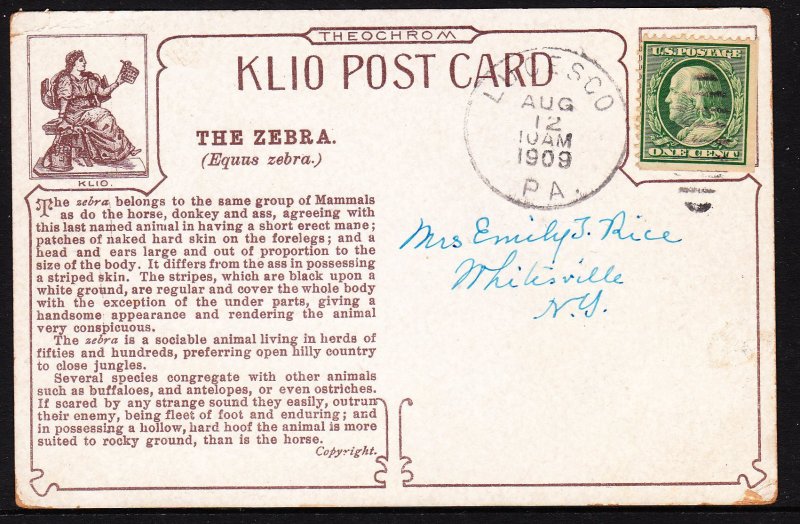 THEOCHROM
KLIO POST CARD
KLIO.
THE ZEBRA.
(Equus zebra.)
The zebra belongs to the same group of Mammals
as do the horse, donkey and ass, agreeing with
this last named animal in having a short erect mane;
patches of naked hard skin on the forelegs; and a
head and ears large and out of proportion to the
size of the body. It differs from the ass in possessing
a striped skin. The stripes, which are black upon a
white ground, are regular and cover the whole body
with the exception of the under parts, giving a
handsome appearance and rendering the animal
very conspicuous.
The zebra is a sociable animal living in herds of
fifties and hundreds, preferring open hilly country
to close jungles.
Several species congregate with other animals
such as buffaloes, and antelopes, or even ostriches.
If scared by any strange sound they easily, outrun
their enemy, being fleet of foot and enduring; and
in possessing a hollow, hard hoof the animal is more
suited to rocky ground, than is the horse.
Copyright.
AUG
12
10AM
1909
PA.
U.S. POSTAGE
ONE CENT
Mrs Emily T. Rice
Whitesville
N.Y.